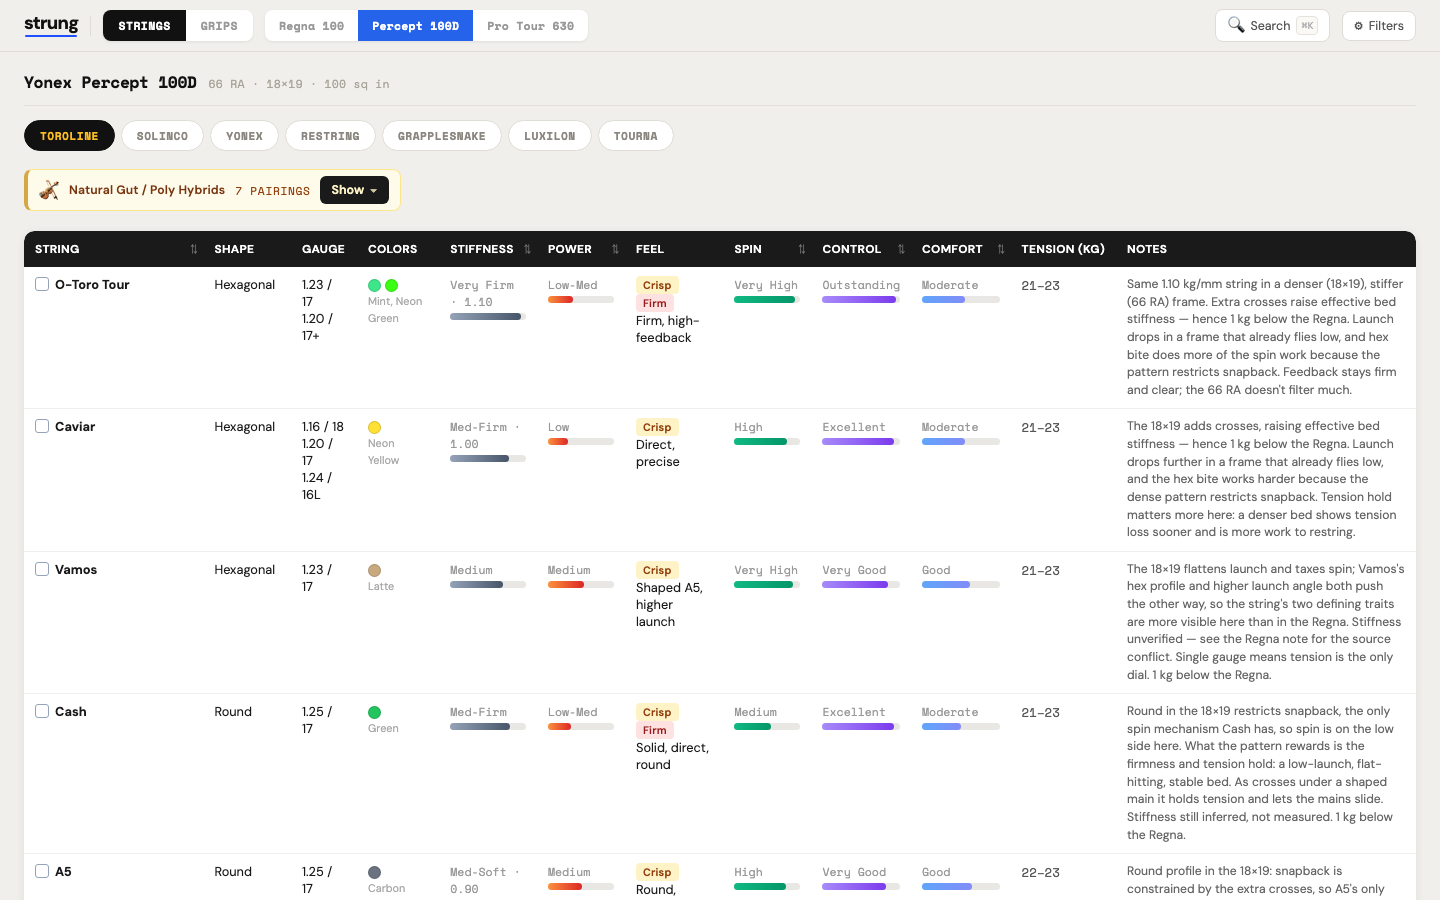 strung
STRINGS GRIPS Regna 100 Percept 100D Pro Tour 630 Search ⌘K Filters
Yonex Percept 100D 66 RA · 18×19 · 100 sq in
TOROLINE SOLINCO YONEX RESTRING GRAPPLESNAKE LUXILON TOURNA
Natural Gut / Poly Hybrids 7 PAIRINGS Show
STRING SHAPE GAUGE COLORS STIFFNESS POWER FEEL SPIN CONTROL COMFORT TENSION (KG) NOTES
O-Toro Tour
Hexagonal
1.23 /
17
1.20 /
17+
Mint, Neon
Green
Very Firm
· 1.10
Low-Med
Crisp
Firm
Firm, high-
feedback
Very High
Outstanding
Moderate
21–23
Same 1.10 kg/mm string in a denser (18×19), stiffer
(66 RA) frame. Extra crosses raise effective bed
stiffness — hence 1 kg below the Regna. Launch
drops in a frame that already flies low, and hex
bite does more of the spin work because the
pattern restricts snapback. Feedback stays firm
and clear; the 66 RA doesn't filter much.
Caviar
Hexagonal
1.16 / 18
1.20 /
17
1.24 /
16L
Neon
Yellow
Med-Firm ·
1.00
Low
Crisp
Direct,
precise
High
Excellent
Moderate
21–23
The 18×19 adds crosses, raising effective bed
stiffness — hence 1 kg below the Regna. Launch
drops further in a frame that already flies low,
and the hex bite works harder because the
dense pattern restricts snapback. Tension hold
matters more here: a denser bed shows tension
loss sooner and is more work to restring.
Vamos
Hexagonal
1.23 /
17
Latte
Medium
Medium
Crisp
Shaped A5,
higher
launch
Very High
Very Good
Good
21–23
The 18×19 flattens launch and taxes spin; Vamos's
hex profile and higher launch angle both push
the other way, so the string's two defining traits
are more visible here than in the Regna. Stiffness
unverified — see the Regna note for the source
conflict. Single gauge means tension is the only
dial. 1 kg below the Regna.
Cash
Round
1.25 /
17
Green
Med-Firm
Low-Med
Crisp
Firm
Solid, direct,
round
Medium
Excellent
Moderate
21–23
Round in the 18×19 restricts snapback, the only
spin mechanism Cash has, so spin is on the low
side here. What the pattern rewards is the
firmness and tension hold: a low-launch, flat-
hitting, stable bed. As crosses under a shaped
main it holds tension and lets the mains slide.
Stiffness still inferred, not measured. 1 kg below
the Regna.
A5
Round
1.25 /
17
Carbon
Med-Soft ·
0.90
Medium
Crisp
Round,
High
Very Good
Good
22–23
Round profile in the 18×19: snapback is
constrained by the extra crosses, so A5's only